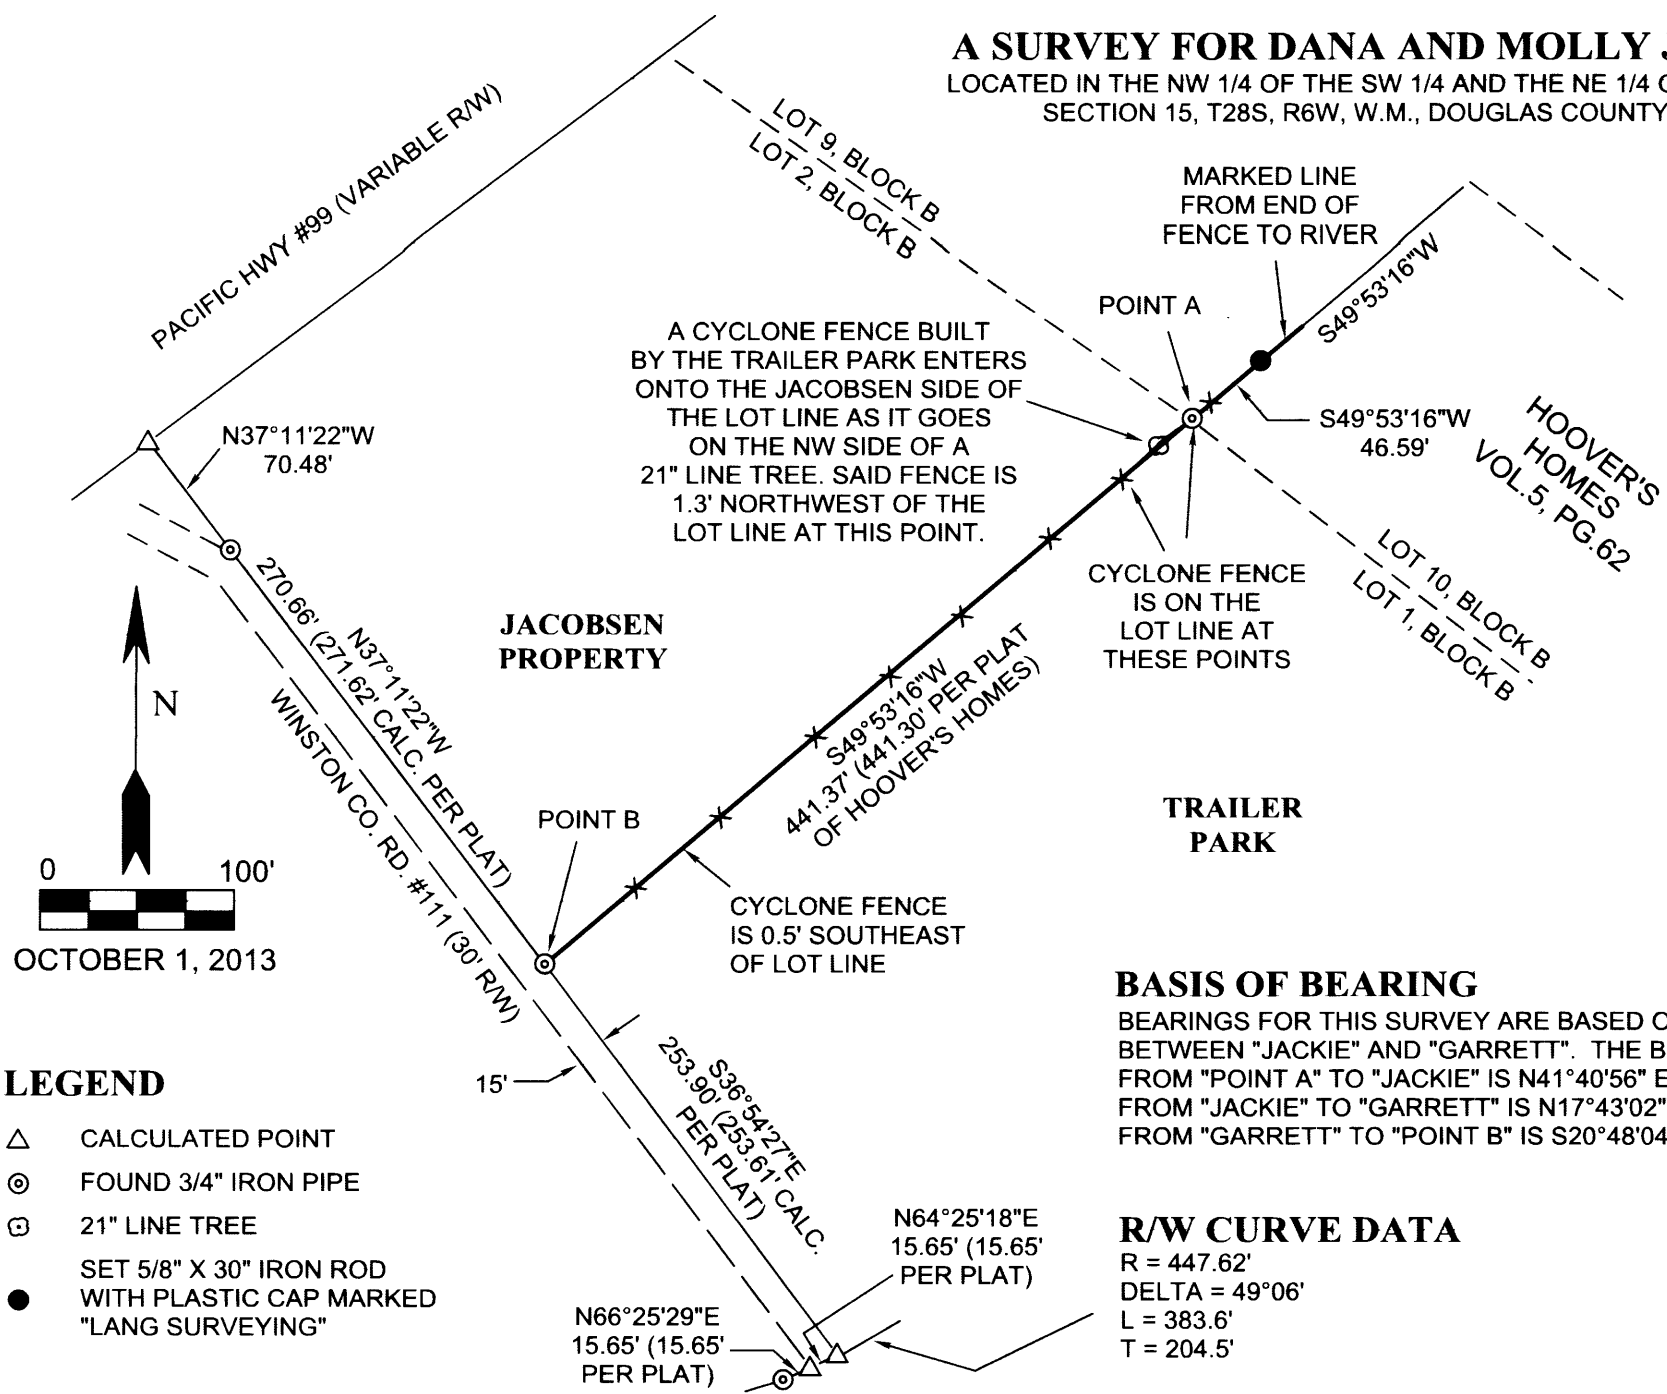 A SURVEY FOR DANA AND MOLLY
LOCATED IN THE NW 1/4 OF THE SW 1/4 AND THE NE 1/4
SECTION 15, T28S, R6W, W.M., DOUGLAS COUNTY
PACIFIC HWY #99 (VARIABLE R/W)
LOT 9, BLOCK B
LOT 2, BLOCK B
MARKED LINE
FROM END OF
FENCE TO RIVER
S49°53'16"W
POINT A
A CYCLONE FENCE BUILT
BY THE TRAILER PARK ENTERS
ONTO THE JACOBSEN SIDE OF
THE LOT LINE AS IT GOES
ON THE NW SIDE OF A
21" LINE TREE. SAID FENCE IS
1.3' NORTHWEST OF THE
LOT LINE AT THIS POINT.
S49°53'16"W
46.59'
HOOVER'S
HOMES
VOL.5, PG.62
N37°11'22"W
70.48'
LOT 10, BLOCK B
LOT 1, BLOCK B
CYCLONE FENCE
IS ON THE
LOT LINE AT
THESE POINTS
JACOBSEN
PROPERTY
N37°11'22"W
270.66' (271.62' CALC. PER PLAT)
WINSTON CO. RD. #111 (30' R/W)
N
S49°53'16"W
441.37' (441.30' PER PLAT
OF HOOVER'S HOMES)
TRAILER
PARK
POINT B
0 100'
OCTOBER 1, 2013
CYCLONE FENCE
IS 0.5' SOUTHEAST
OF LOT LINE
15'
S36°54'27"E
253.90' (253.61' CALC.
PER PLAT)
BASIS OF BEARING
BEARINGS FOR THIS SURVEY ARE BASED
BETWEEN "JACKIE" AND "GARRETT". THE
FROM "POINT A" TO "JACKIE" IS N41°40'56" E
FROM "JACKIE" TO "GARRETT" IS N17°43'02"
FROM "GARRETT" TO "POINT B" IS S20°48'04
LEGEND
CALCULATED POINT
FOUND 3/4" IRON PIPE
21" LINE TREE
SET 5/8" X 30" IRON ROD
WITH PLASTIC CAP MARKED
"LANG SURVEYING"
N64°25'18"E
15.65' (15.65'
PER PLAT)
N66°25'29"E
15.65' (15.65'
PER PLAT)
R/W CURVE DATA
R = 447.62'
DELTA = 49°06'
L = 383.6'
T = 204.5'